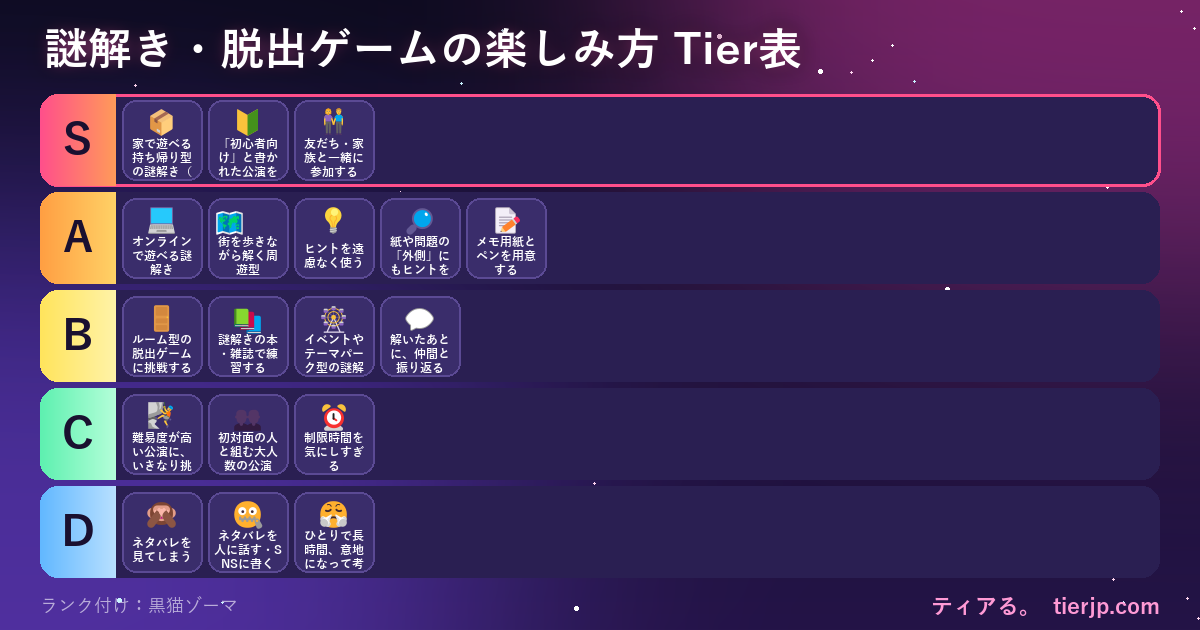 謎解き・脱出ゲームの楽しみ方 Tier表
S
家で遊べる
持ち帰り型
の謎解き（
「初心者向
け」と書か
れた公演を
友だち・家
族と一緒に
参加する
A
オンライン
で遊べる謎
解き
街を歩きな
がら解く周
遊型
ヒントを遠
慮なく使う
紙や問題の
「外側」に
もヒントを
メモ用紙と
ペンを用意
する
B
ルーム型の
脱出ゲーム
に挑戦する
謎解きの本
・雑誌で練
習する
イベントや
テーマパー
ク型の謎解
解いたあと
に、仲間と
振り返る
C
難易度が高
い公演に、
いきなり挑
初対面の人
と組む大人
数の公演
制限時間を
気にしすぎ
る
D
ネタバレを
見てしまう
ネタバレを
人に話す・S
NSに書く
ひとりで長
時間、意地
になって考
ランク付け：黒猫ゾーマ
ティアる。 tierjp.com